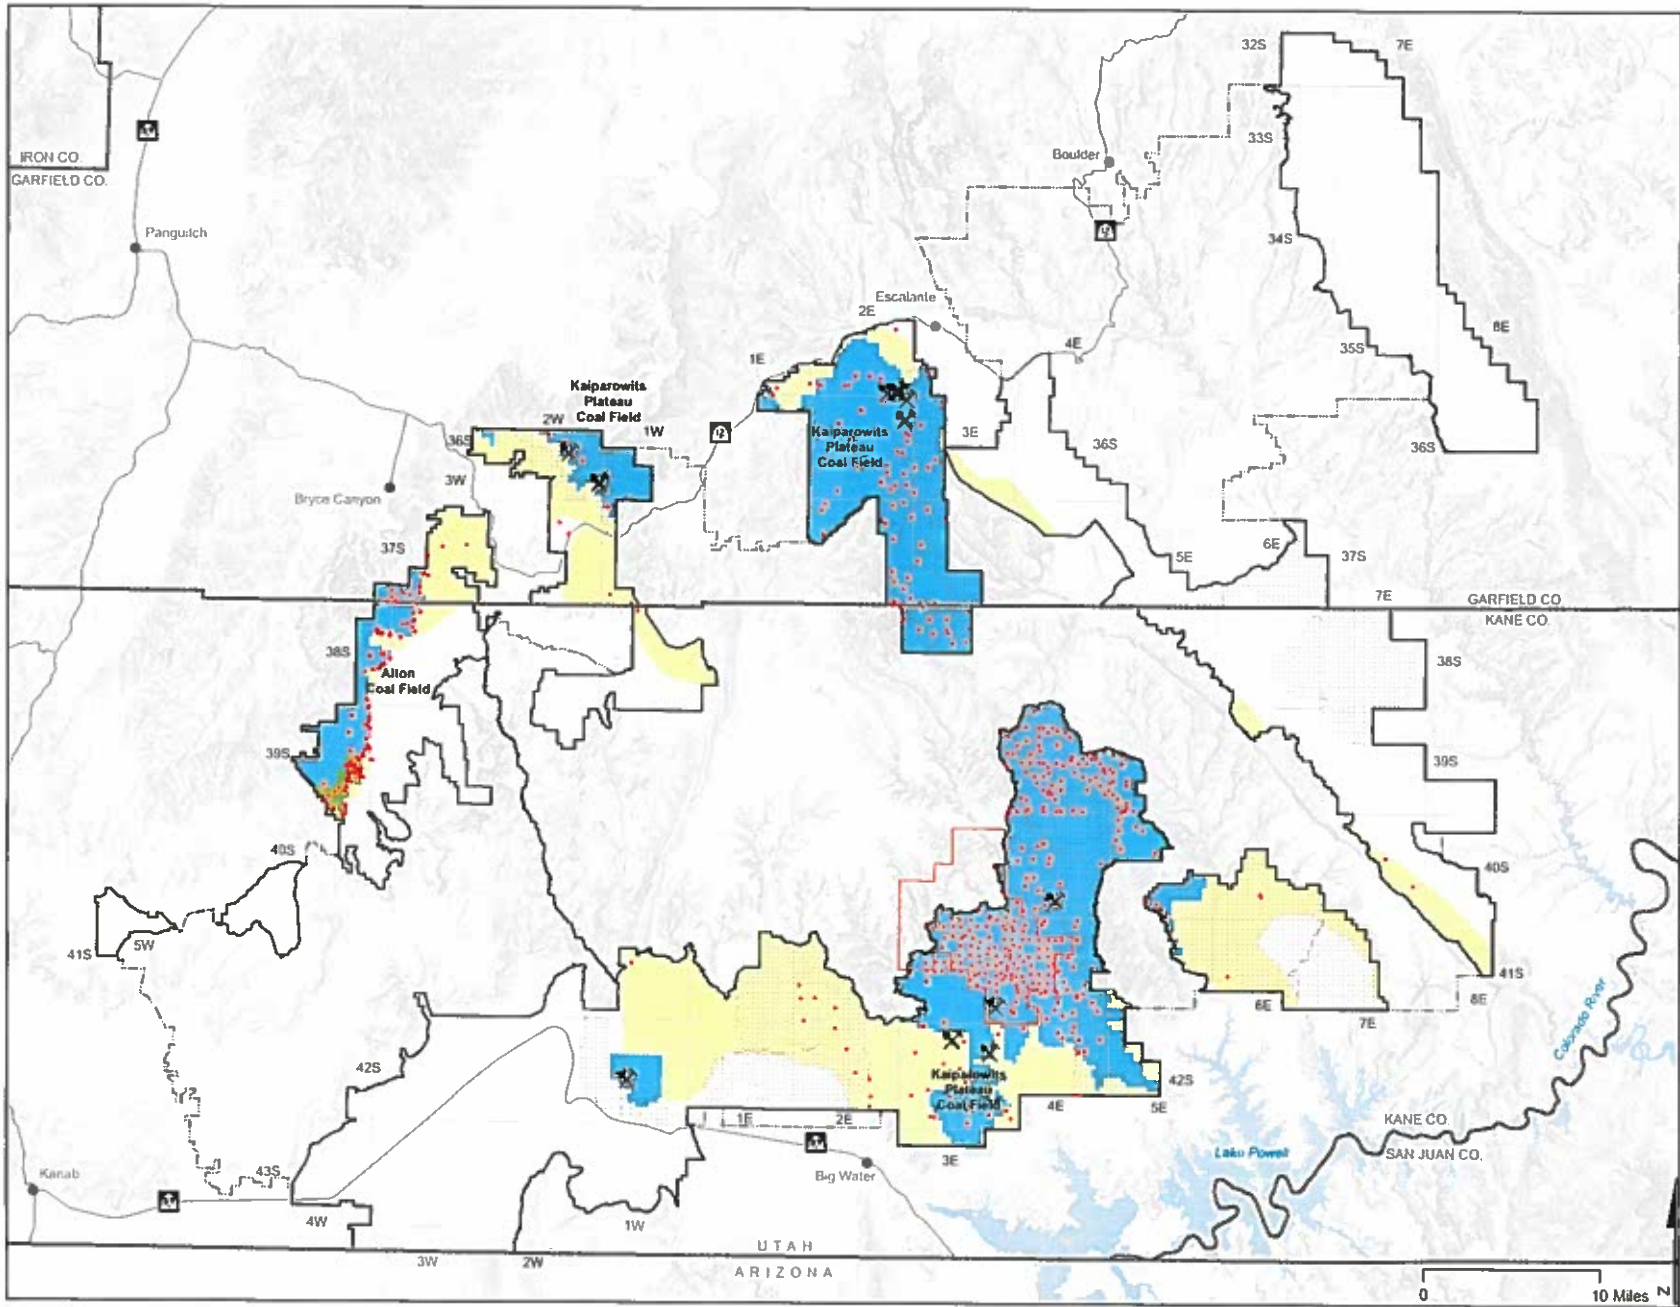 32S
7E
33S
IRON CO.
GARFIELD CO.
Boulder
12
Panguitch
34S
Escalante
2E
8E
35S
4E
1E
Kaiparowits
Plateau
Coal Field
2W
1W
12
3E
36S
36S
36S
Kaiparowits
Plateau
Coal Field
3W
Bryce Canyon
37S
6E
5E
37S
7E
GARFIELD CO.
KANE CO.
38S
38S
Alton
Coal Field
39S
39S
40S
40S
5W
41S
41S
6E
8E
7E
Colorado River
42S
42S
Kaiparowits
Plateau
Coal Field
1E
2E
4E
5E
KANE CO.
SAN JUAN CO.
Lake Powell
3E
Big Water
Kanab
43S
4W
1W
UTAH
ARIZONA
3W
2W
0
10 Miles
N